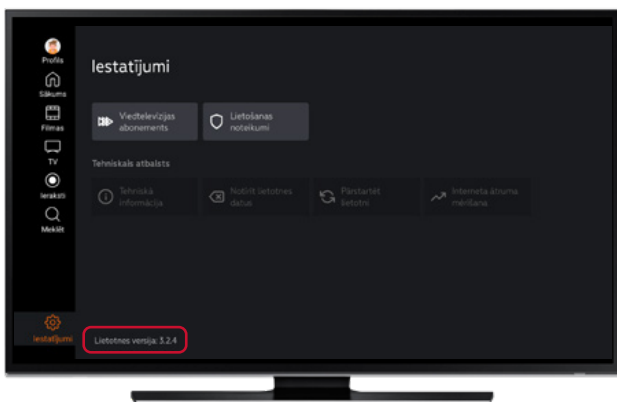 Profils
Sākums
Filmas
TV
Ieraksti
Meklēt
Iestatījumi
Iestatījumi
Viedtelevīzijas
abonements
Lietošanas
noteikumi
Tehniskais atbalsts
Tehniskā
informācija
Notīrīt lietotnes
datus
Pārstartēt
lietotni
Interneta ātruma
mērīšana
Lietotnes versija: 3.2.4